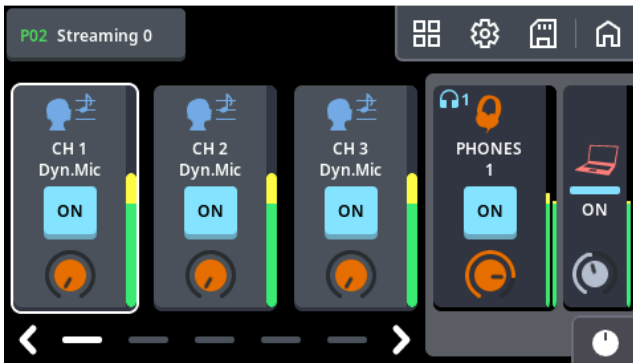 P02 Streaming 0
CH 1
Dyn.Mic
ON
CH 2
Dyn.Mic
ON
CH 3
Dyn.Mic
ON
1
PHONES
1
ON
ON